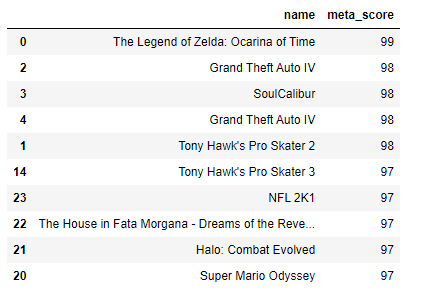 name meta_score
0 The Legend of Zelda: Ocarina of Time 99
2 Grand Theft Auto IV 98
3 SoulCalibur 98
4 Grand Theft Auto IV 98
1 Tony Hawk's Pro Skater 2 98
14 Tony Hawk's Pro Skater 3 97
23 NFL 2K1 97
22 The House in Fata Morgana - Dreams of the Reve... 97
21 Halo: Combat Evolved 97
20 Super Mario Odyssey 97